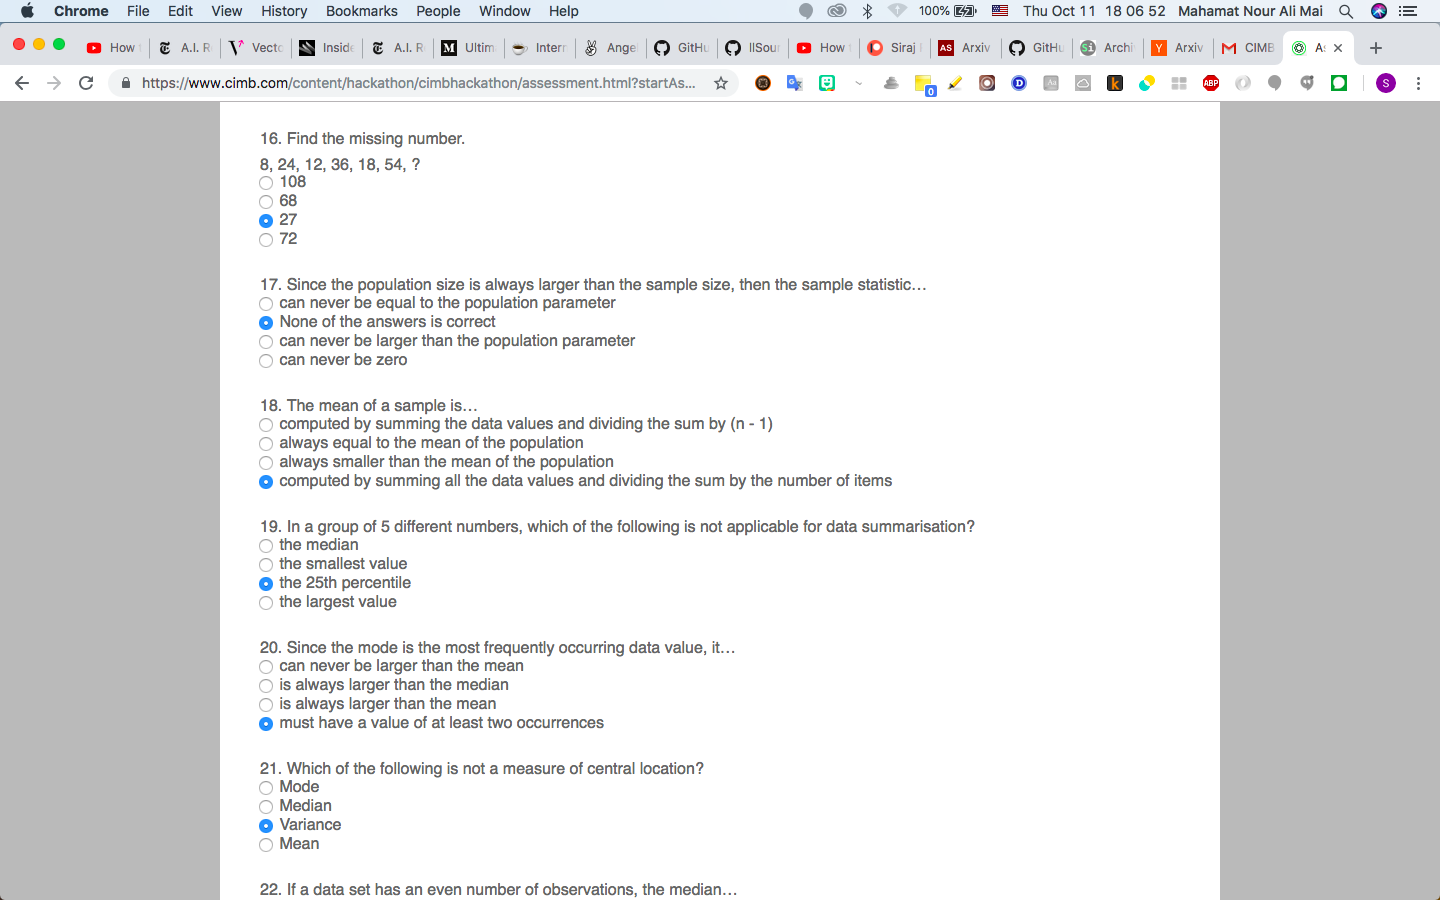 Chrome File Edit View History Bookmarks People Window Help 100% Thu Oct 11 18 06 52 Mahamat Nour Ali Mai
How A.I. R Vecto Inside A.I. R Ultim Intern Ange GitHu IlSou How Siraj Arxiv GitHu Archi Arxiv CIMB
https://www.cimb.com/content/hackathon/cimbhackathon/assessment.html?startAs...
16. Find the missing number.
8, 24, 12, 36, 18, 54, ?
108
68
27
72
17. Since the population size is always larger than the sample size, then the sample statistic…
can never be equal to the population parameter
None of the answers is correct
can never be larger than the population parameter
can never be zero
18. The mean of a sample is…
computed by summing the data values and dividing the sum by (n - 1)
always equal to the mean of the population
always smaller than the mean of the population
computed by summing all the data values and dividing the sum by the number of items
19. In a group of 5 different numbers, which of the following is not applicable for data summarisation?
the median
the smallest value
the 25th percentile
the largest value
20. Since the mode is the most frequently occurring data value, it…
can never be larger than the mean
is always larger than the median
is always larger than the mean
must have a value of at least two occurrences
21. Which of the following is not a measure of central location?
Mode
Median
Variance
Mean
22. If a data set has an even number of observations, the median…